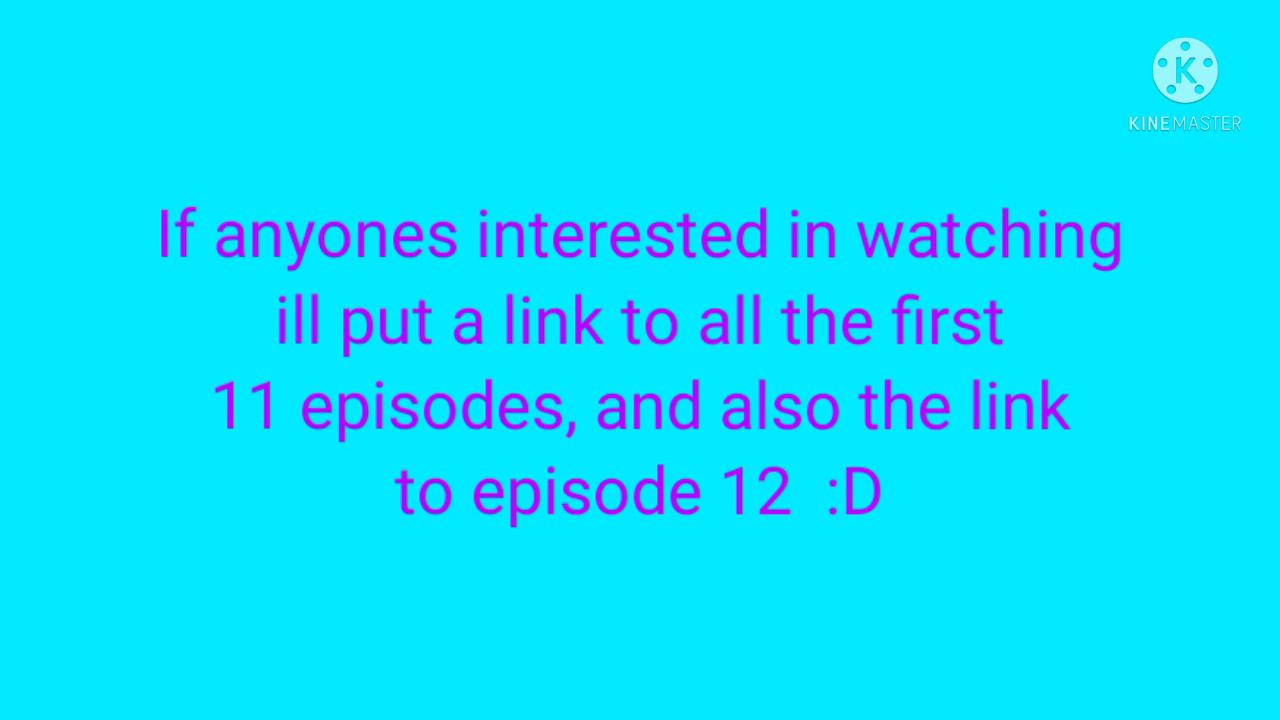 K
KINEMASTER
If anyones interested in watching
ill put a link to all the first
11 episodes, and also the link
to episode 12  :D